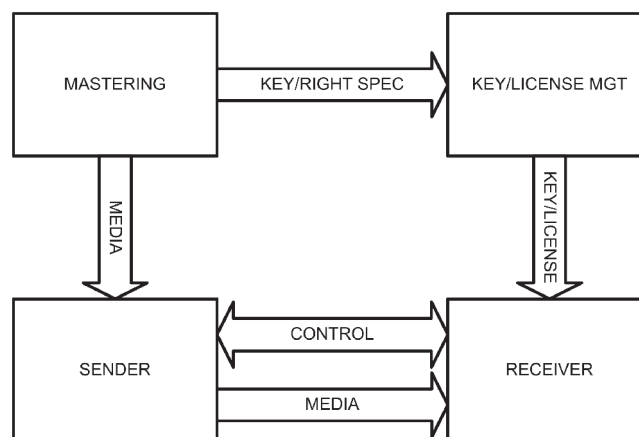 MASTERING
KEY/RIGHT SPEC
KEY/LICENSE MGT
MEDIA
KEY/LICENSE
SENDER
CONTROL
MEDIA
RECEIVER